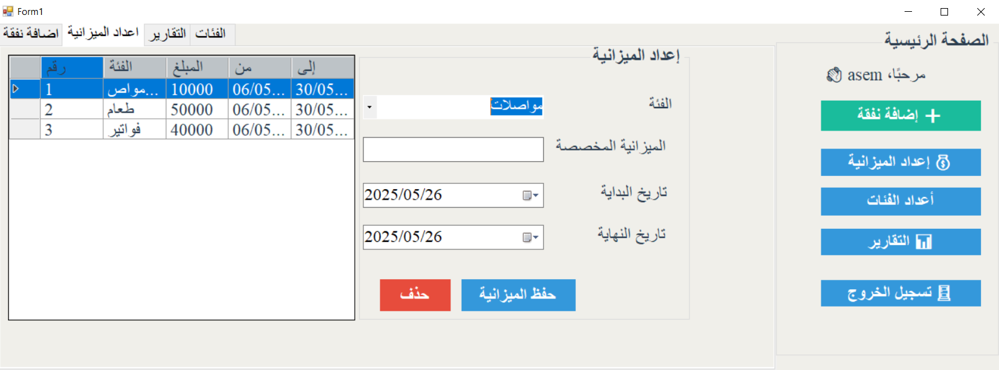 Form1
اضافة نفقة
اعداد الميزانية
التقارير
الفئات
الصفحة الرئيسية
مرحبًا، asem
إضافة نفقة
إعداد الميزانية
أعداد الفئات
التقارير
تسجيل الخروج
إعداد الميزانية
الفئة مواصلات
الميزانية المخصصة
تاريخ البداية 2025/05/26
تاريخ النهاية 2025/05/26
حفظ الميزانية حذف
رقم الفئة المبلغ من إلى
1 مواص... 10000 06/05... 30/05...
2 طعام 50000 06/05... 30/05...
3 فواتير 40000 06/05... 30/05...